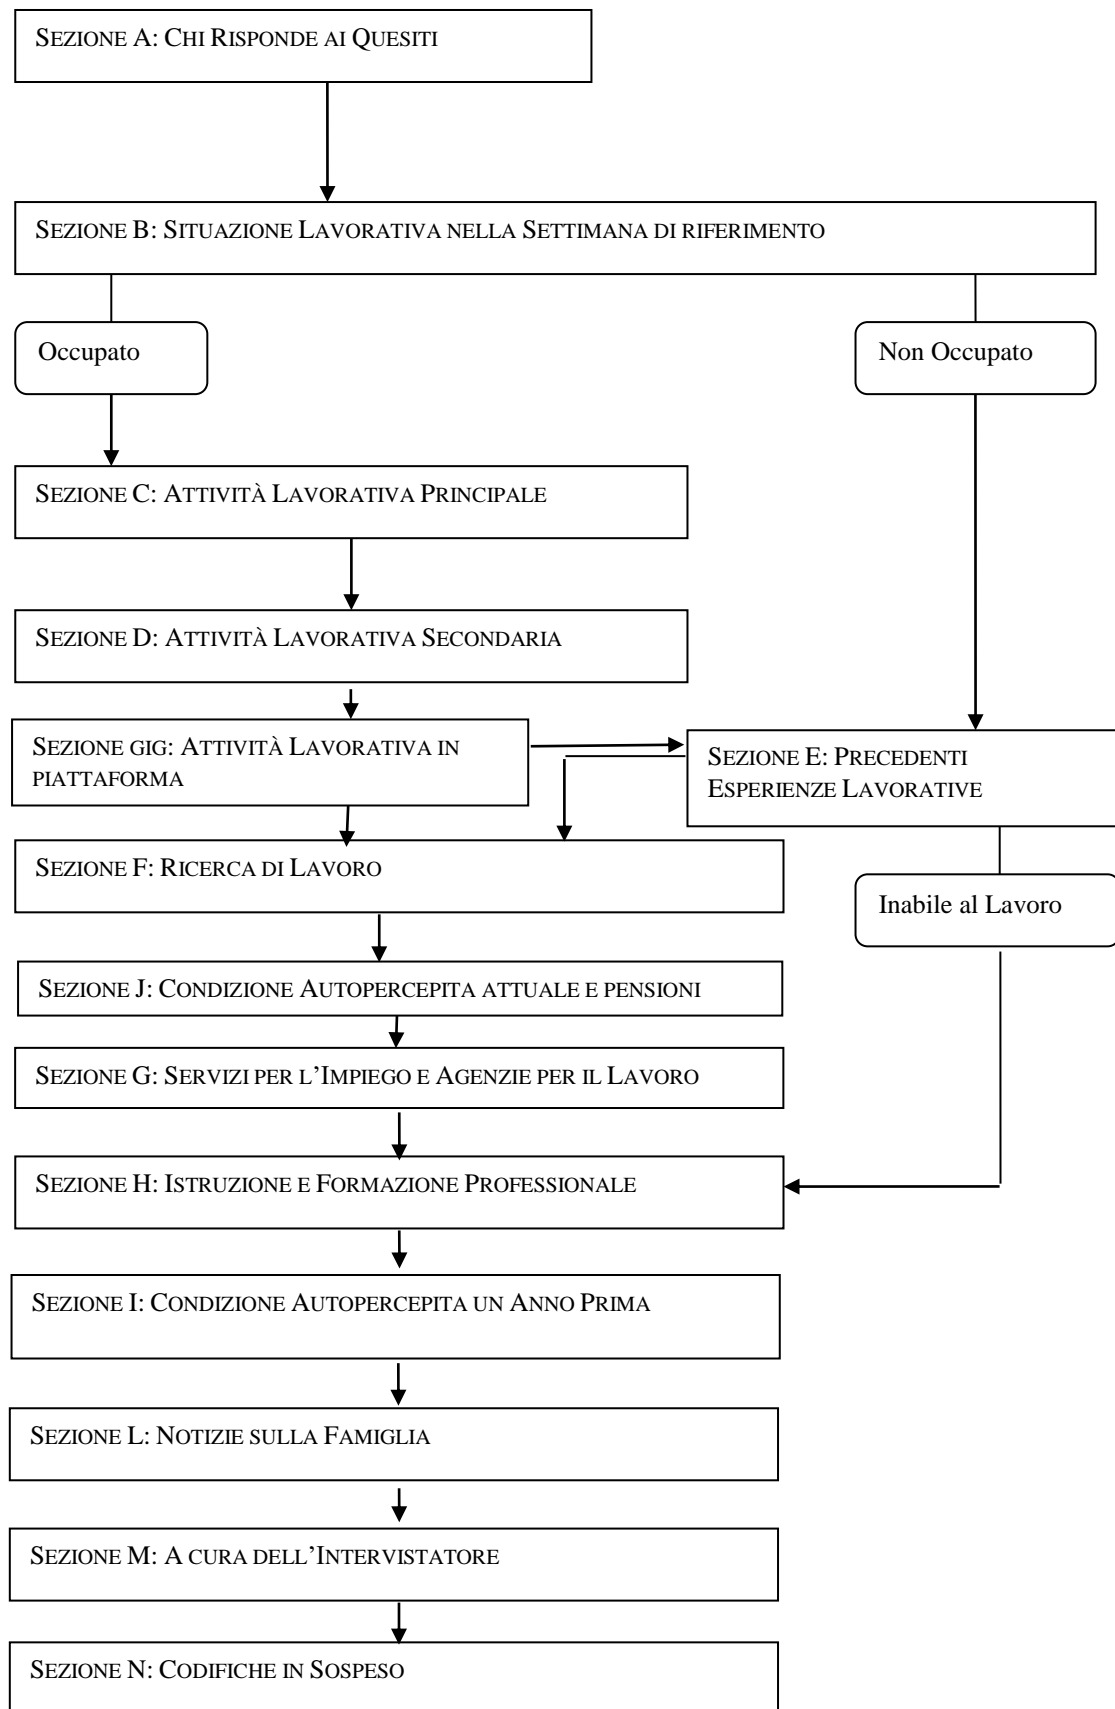 SEZIONE A: CHI RISPONDE AI QUESITI
SEZIONE B: SITUAZIONE LAVORATIVA NELLA SETTIMANA DI RIFERIMENTO
Occupato
Non Occupato
SEZIONE C: ATTIVITÀ LAVORATIVA PRINCIPALE
SEZIONE D: ATTIVITÀ LAVORATIVA SECONDARIA
SEZIONE GIG: ATTIVITÀ LAVORATIVA IN
PIATTAFORMA
SEZIONE E: PRECEDENTI
ESPERIENZE LAVORATIVE
SEZIONE F: RICERCA DI LAVORO
Inabile al Lavoro
SEZIONE J: CONDIZIONE AUTOPERCEPITA ATTUALE E PENSIONI
SEZIONE G: SERVIZI PER L'IMPIEGO E AGENZIE PER IL LAVORO
SEZIONE H: ISTRUZIONE E FORMAZIONE PROFESSIONALE
SEZIONE I: CONDIZIONE AUTOPERCEPITA UN ANNO PRIMA
SEZIONE L: NOTIZIE SULLA FAMIGLIA
SEZIONE M: A CURA DELL'INTERVISTATORE
SEZIONE N: CODIFICHE IN SOSPESO